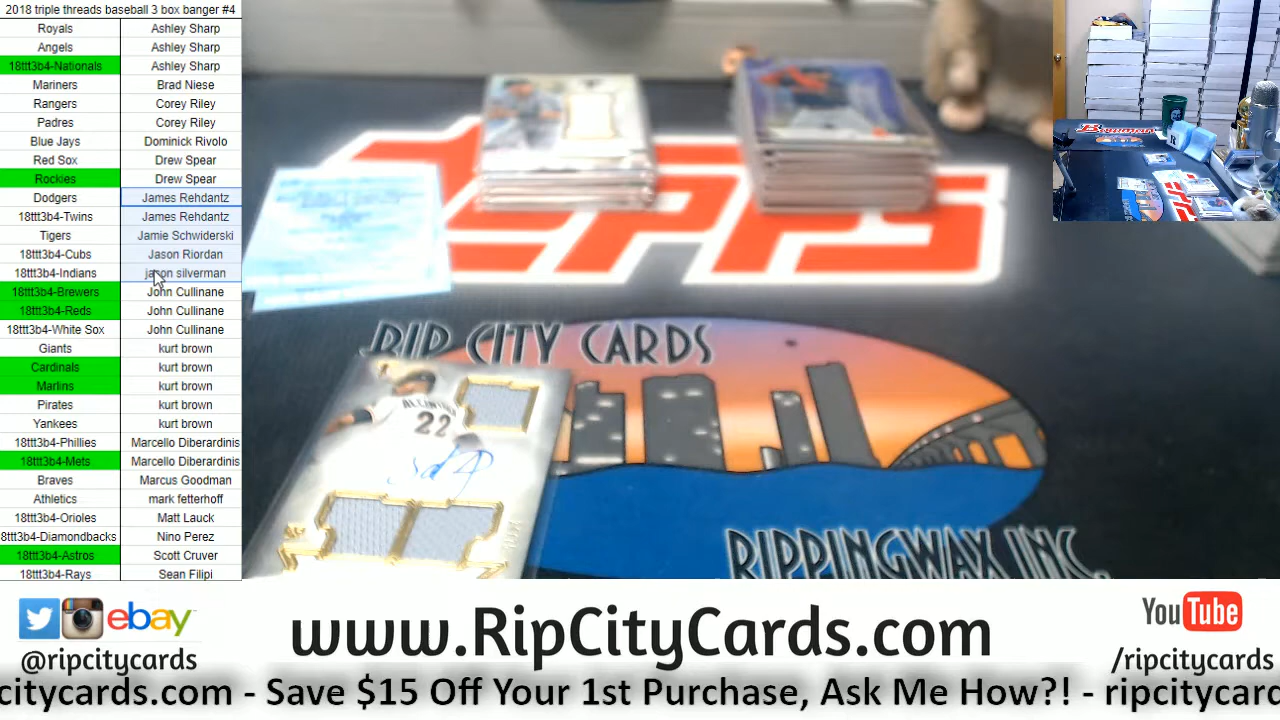 2018 triple threads baseball 3 box banger #4
Royals Ashley Sharp
Angels Ashley Sharp
18ttt3b4-Nationals Ashley Sharp
Mariners Brad Niese
Rangers Corey Riley
Padres Corey Riley
Blue Jays Dominick Rivolo
Red Sox Drew Spear
Rockies Drew Spear
Dodgers James Rehdantz
18ttt3b4-Twins James Rehdantz
Tigers Jamie Schwiderski
18ttt3b4-Cubs Jason Riordan
18ttt3b4-Indians jason silverman
18ttt3b4-Brewers John Cullinane
18ttt3b4-Reds John Cullinane
18ttt3b4-White Sox John Cullinane
Giants kurt brown
Cardinals kurt brown
Marlins kurt brown
Pirates kurt brown
Yankees kurt brown
18ttt3b4-Phillies Marcello Diberardinis
18ttt3b4-Mets Marcello Diberardinis
Braves Marcus Goodman
Athletics mark fetterhoff
18ttt3b4-Orioles Matt Lauck
8ttt3b4-Diamondbacks Nino Perez
18ttt3b4-Astros Scott Cruver
18ttt3b4-Rays Sean Filipi
TOPPS
RIP CITY CARDS
22
RIPPINGWAX INC.
ebay
@ripcitycards
www.RipCityCards.com
YouTube
/ripcitycards
citycards.com - Save $15 Off Your 1st Purchase, Ask Me How?! - ripcitycard